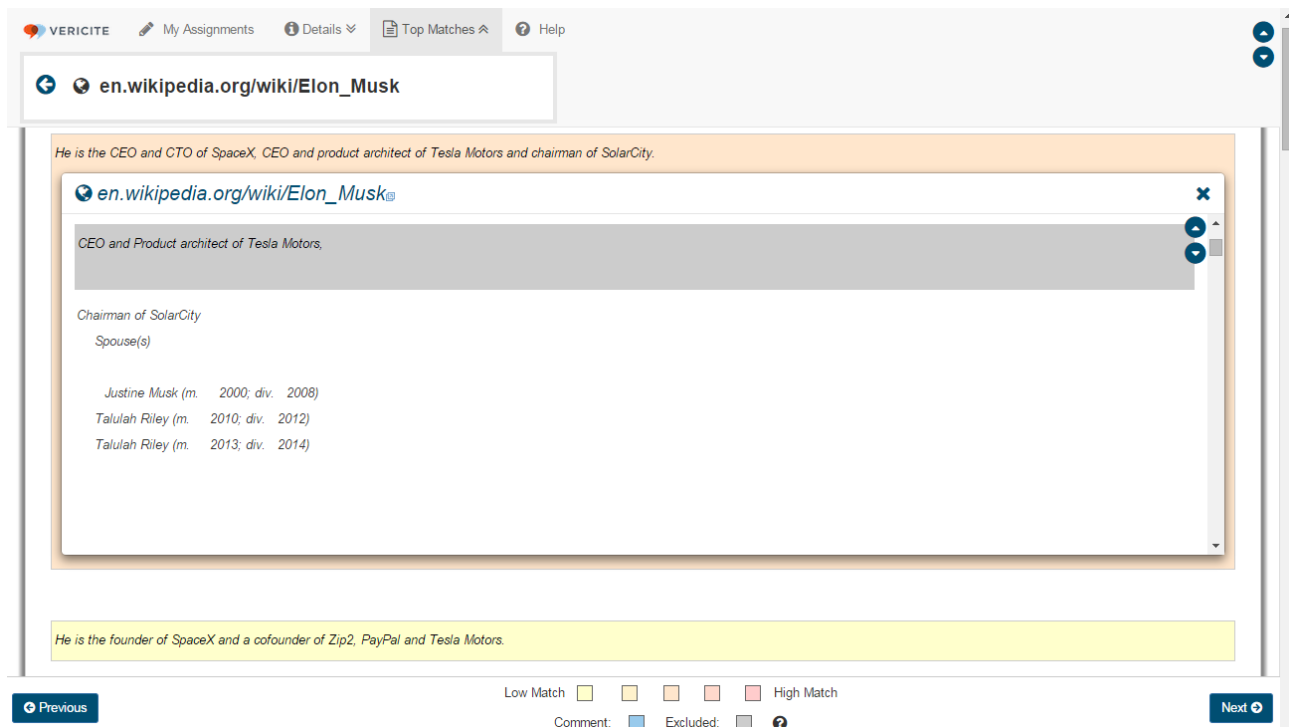 VERICITE My Assignments Details Top Matches Help
en.wikipedia.org/wiki/Elon_Musk
He is the CEO and CTO of SpaceX, CEO and product architect of Tesla Motors and chairman of SolarCity.
en.wikipedia.org/wiki/Elon_Musk
CEO and Product architect of Tesla Motors,
Chairman of SolarCity
Spouse(s)
Justine Musk (m. 2000; div. 2008)
Talulah Riley (m. 2010; div. 2012)
Talulah Riley (m. 2013; div. 2014)
He is the founder of SpaceX and a cofounder of Zip2, PayPal and Tesla Motors.
Low Match High Match
Previous Next
Comment: Excluded: